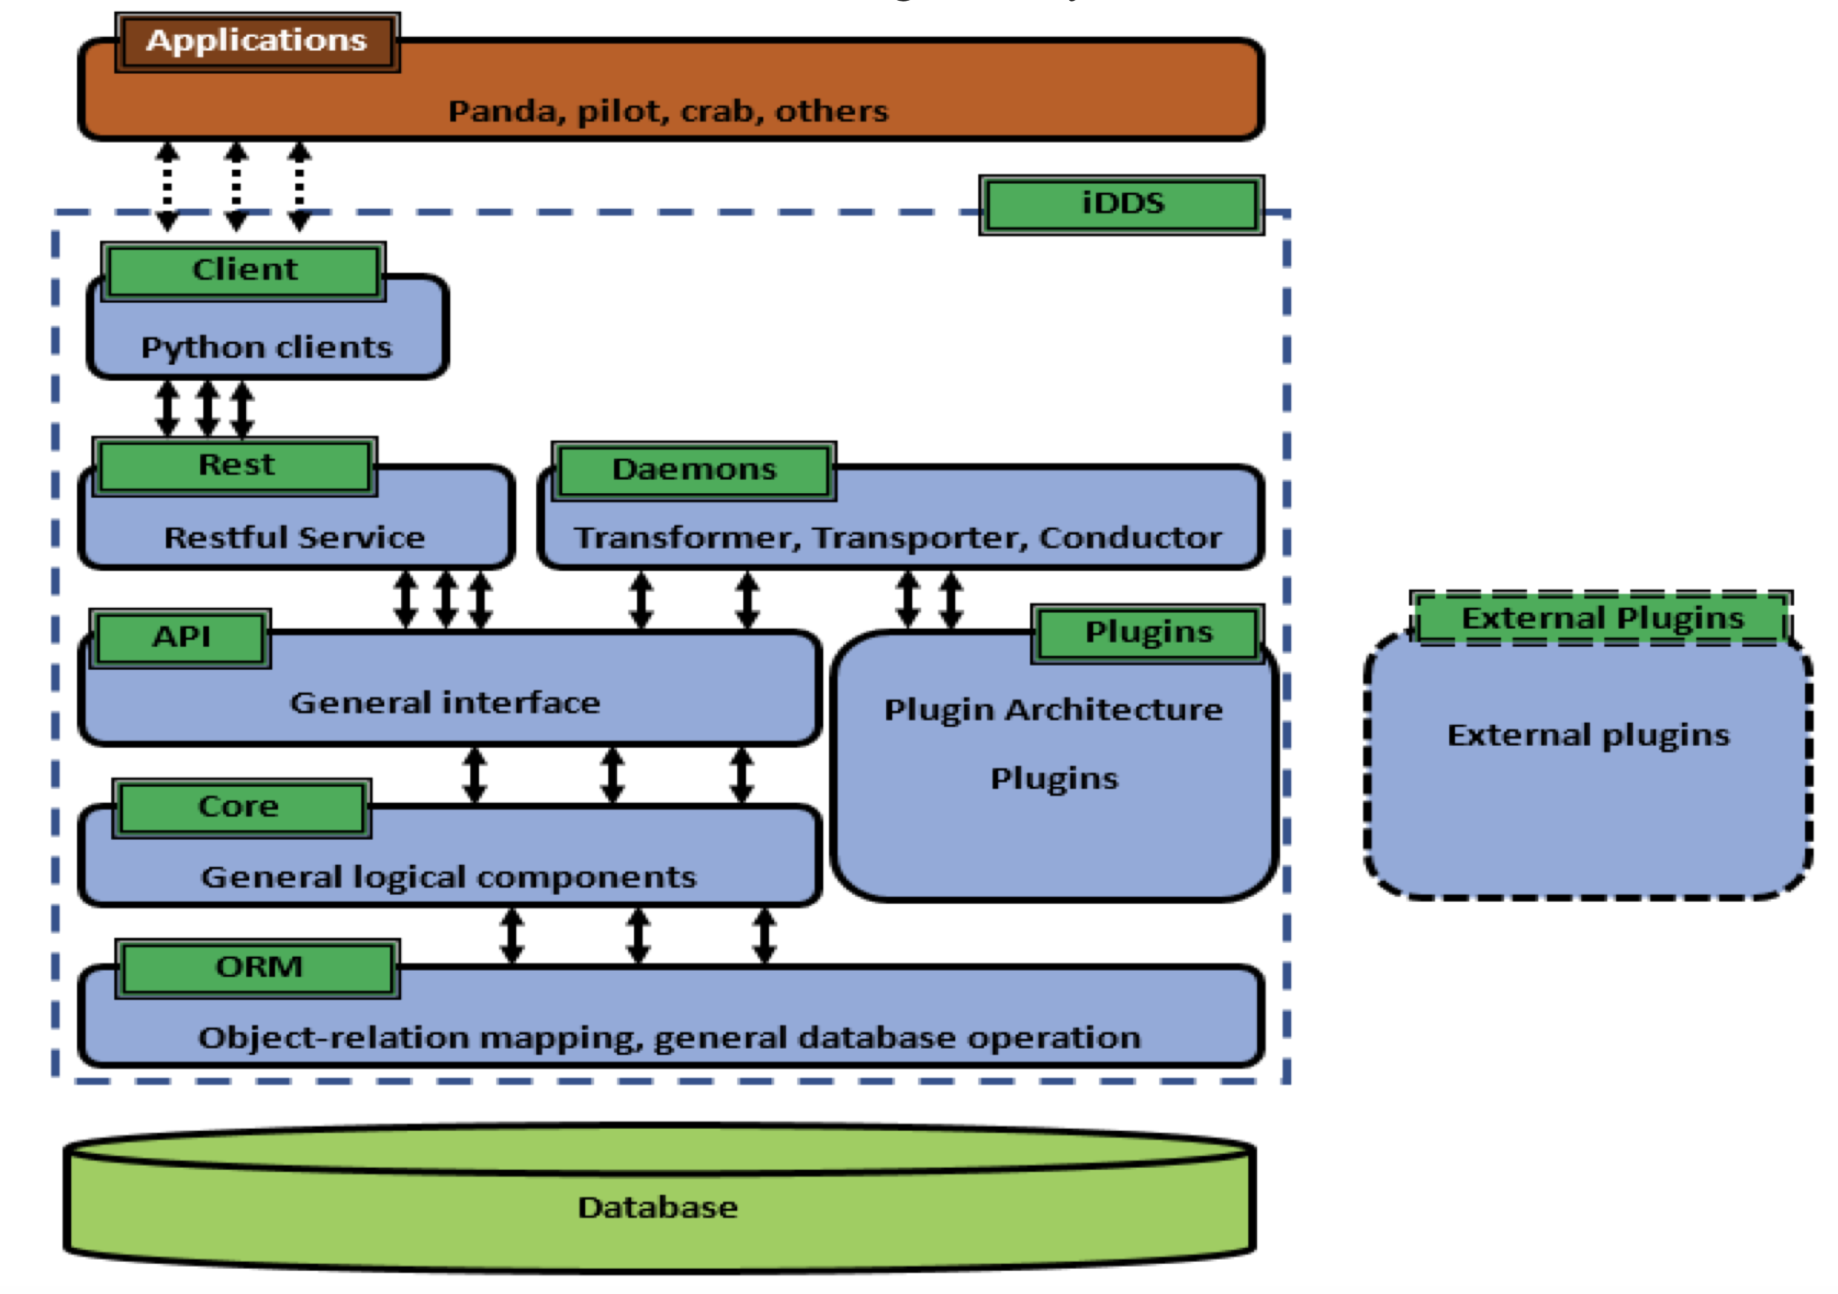 Applications
Panda, pilot, crab, others
iDDS
Client
Python clients
Rest
Restful Service
Daemons
Transformer, Transporter, Conductor
API
General interface
Plugins
Plugin Architecture
Plugins
External Plugins
External plugins
Core
General logical components
ORM
Object-relation mapping, general database operation
Database